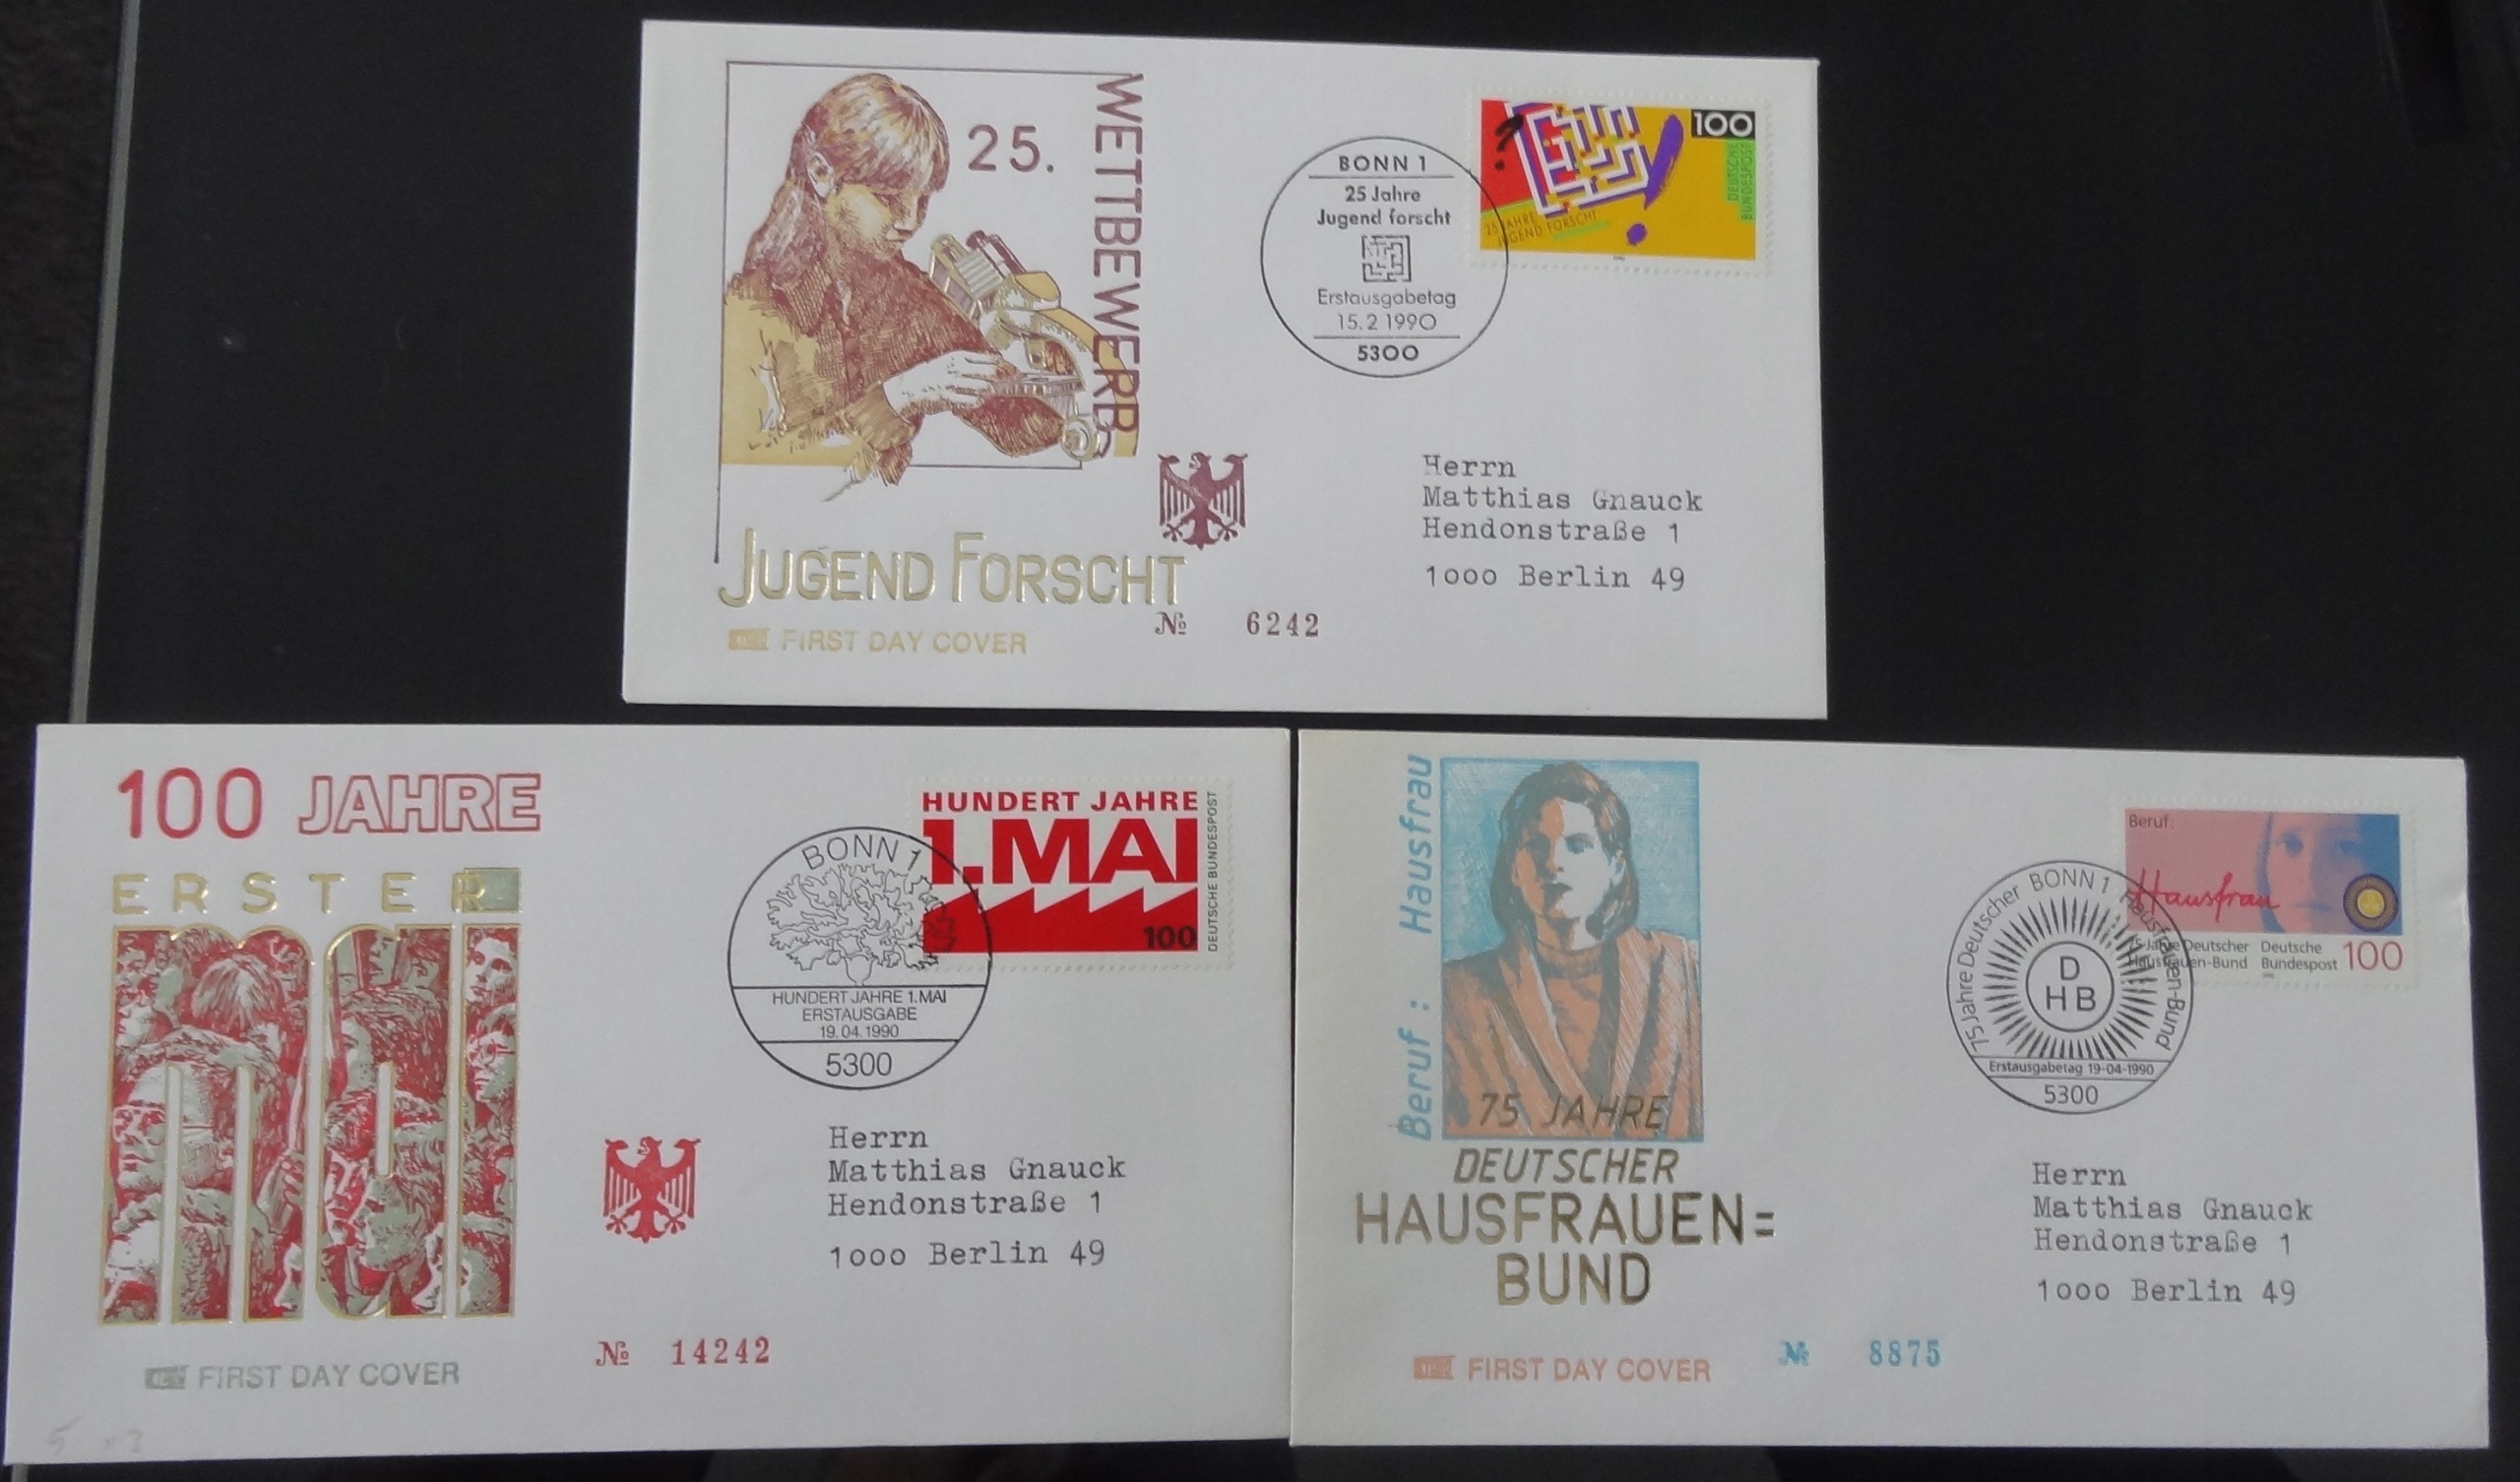 25.
WETTBEWERB
JUGEND FORSCHT
FIRST DAY COVER
№ 6242
BONN 1
25 Jahre
Jugend forscht
Erstausgabetag
15.2 1990
5300
?
100
DEUTSCHE
BUNDESPOST
25 JAHRE
JUGEND FORSCHT
Herrn
Matthias Gnauck
Hendonstraße 1
1000 Berlin 49
100 JAHRE
ERSTER
mai
FIRST DAY COVER
№ 14242
BONN 1
HUNDERT JAHRE 1.MAI
ERSTAUSGABE
19.04.1990
5300
HUNDERT JAHRE
1.MAI
100
DEUTSCHE BUNDESPOST
Herrn
Matthias Gnauck
Hendonstraße 1
1000 Berlin 49
Beruf: Hausfrau
75 JAHRE
DEUTSCHER
HAUSFRAUEN=
BUND
FIRST DAY COVER
№ 8875
BONN 1
75 Jahre Deutscher Hausfrauen-Bund
D
HB
Erstausgabetag 19-04-1990
5300
Beruf:
Hausfrau
75 Jahre Deutscher
Hausfrauen-Bund
Deutsche
Bundespost
100
Herrn
Matthias Gnauck
Hendonstraße 1
1000 Berlin 49